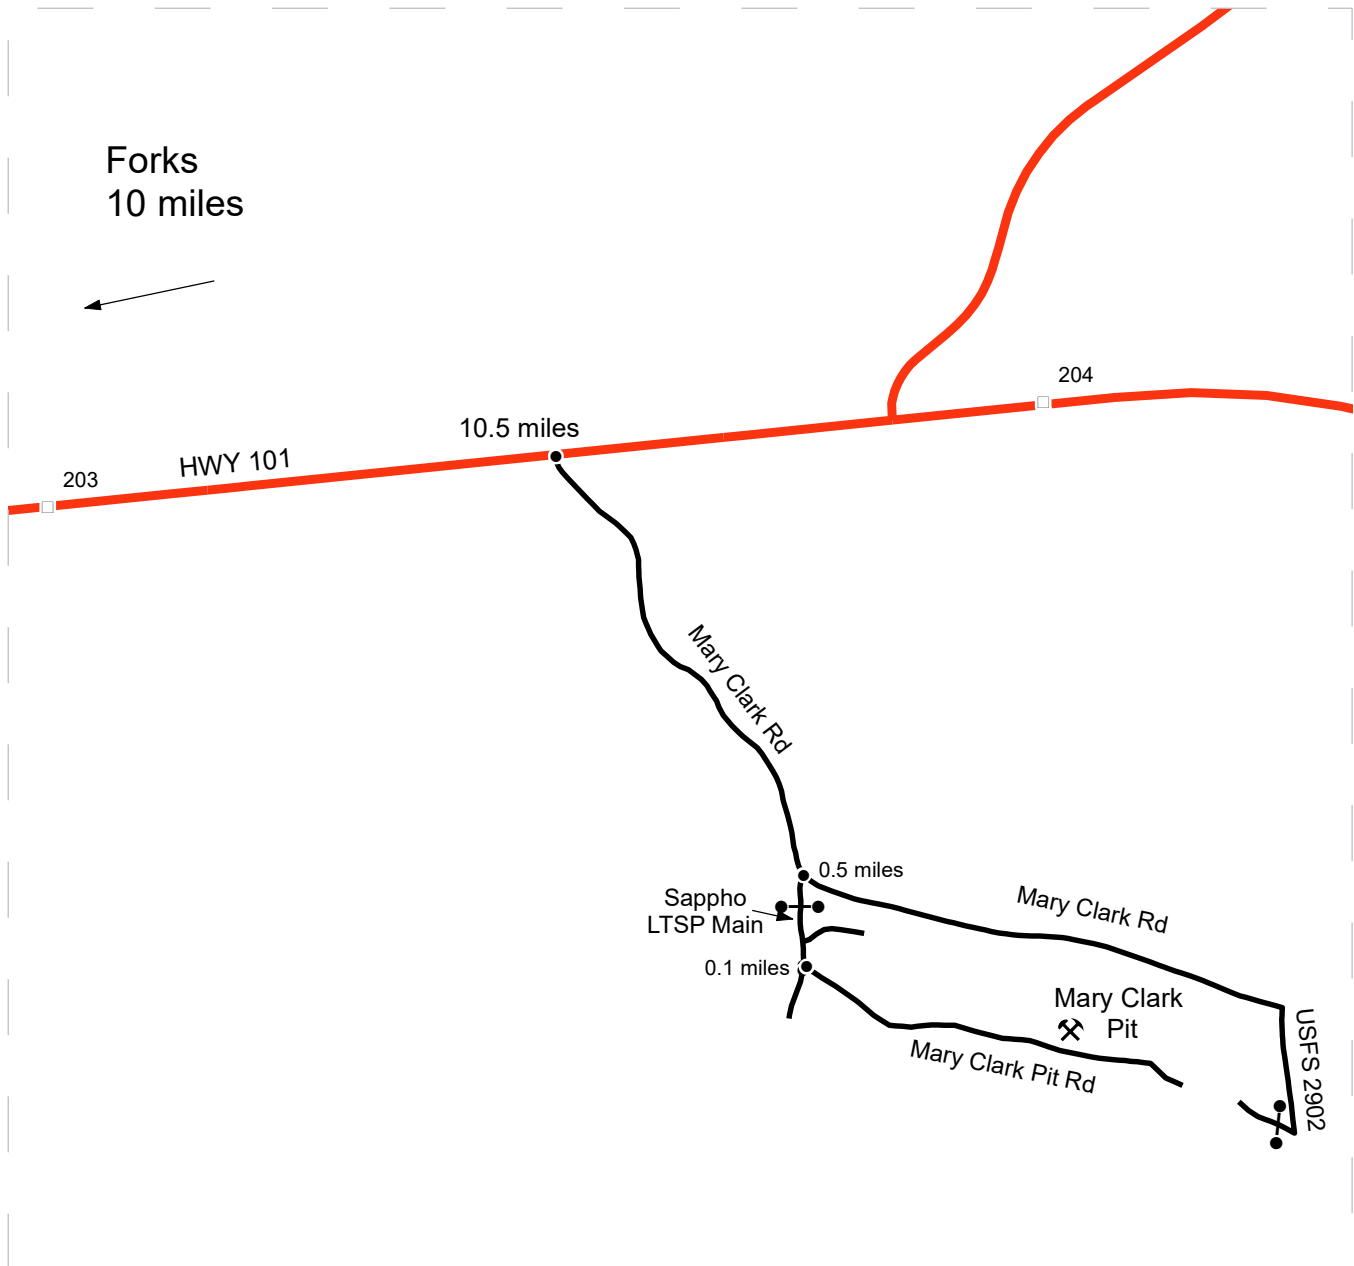 Forks
10 miles
204
10.5 miles
HWY 101
203
Mary Clark Rd
0.5 miles
Sappho
LTSP Main
Mary Clark Rd
0.1 miles
Mary Clark
Pit
Mary Clark Pit Rd
USFS 2902